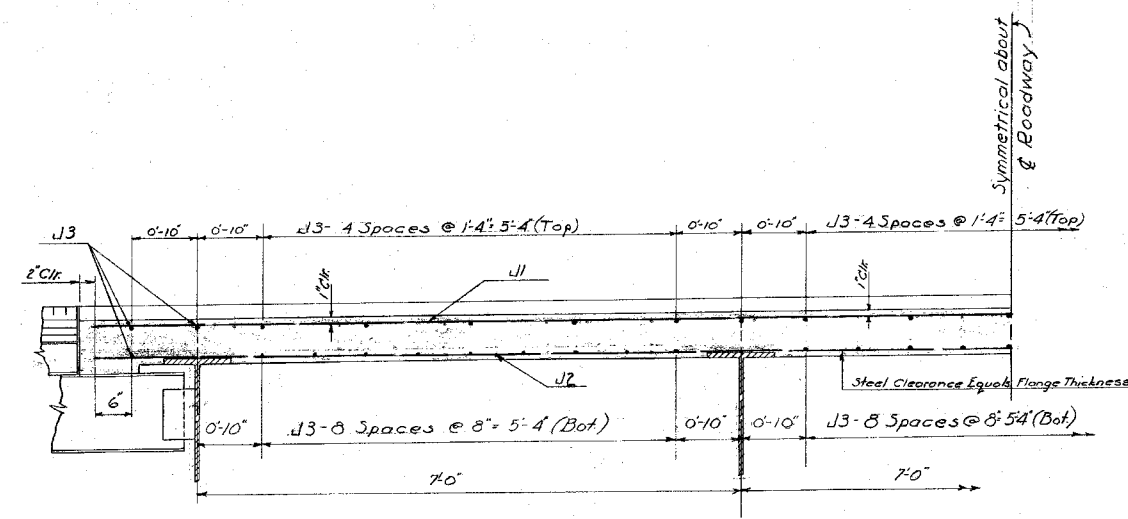 Symmetrical about
℄ Roadway
J3
0'-10"
0'-10"
J3- 4 Spaces @ 1'-4"= 5'-4" (Top)
0'-10"
0'-10"
J3-4 Spaces @ 1'-4"= 5'-4" (Top)
2" Clr.
1" Clr.
J1
1" Clr.
J2
Steel Clearance Equals Flange Thickness
6"
0'-10"
J3-8 Spaces @ 8"= 5'-4" (Bot.)
0'-10"
0'-10"
J3-8 Spaces @ 8"= 5'-4" (Bot.)
7'-0"
7'-0"